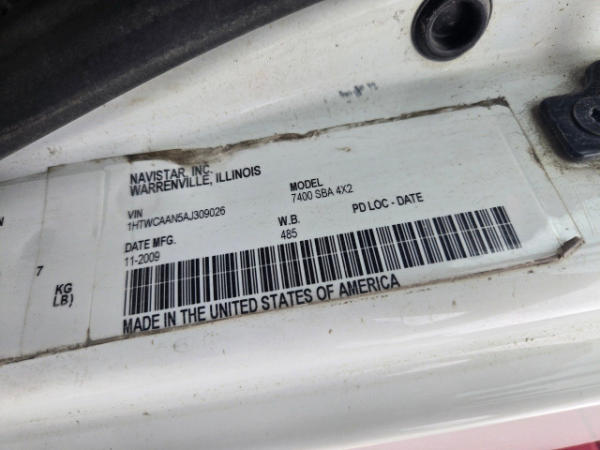 NAVISTAR, INC
WARRENVILLE, ILLINOIS
VIN
1HTWCAAN5AJ309026
MODEL
7400 SBA 4X2
DATE MFG.
11-2009
W.B.
485
PD LOC - DATE
MADE IN THE UNITED STATES OF AMERICA
N
7
KG
LB)